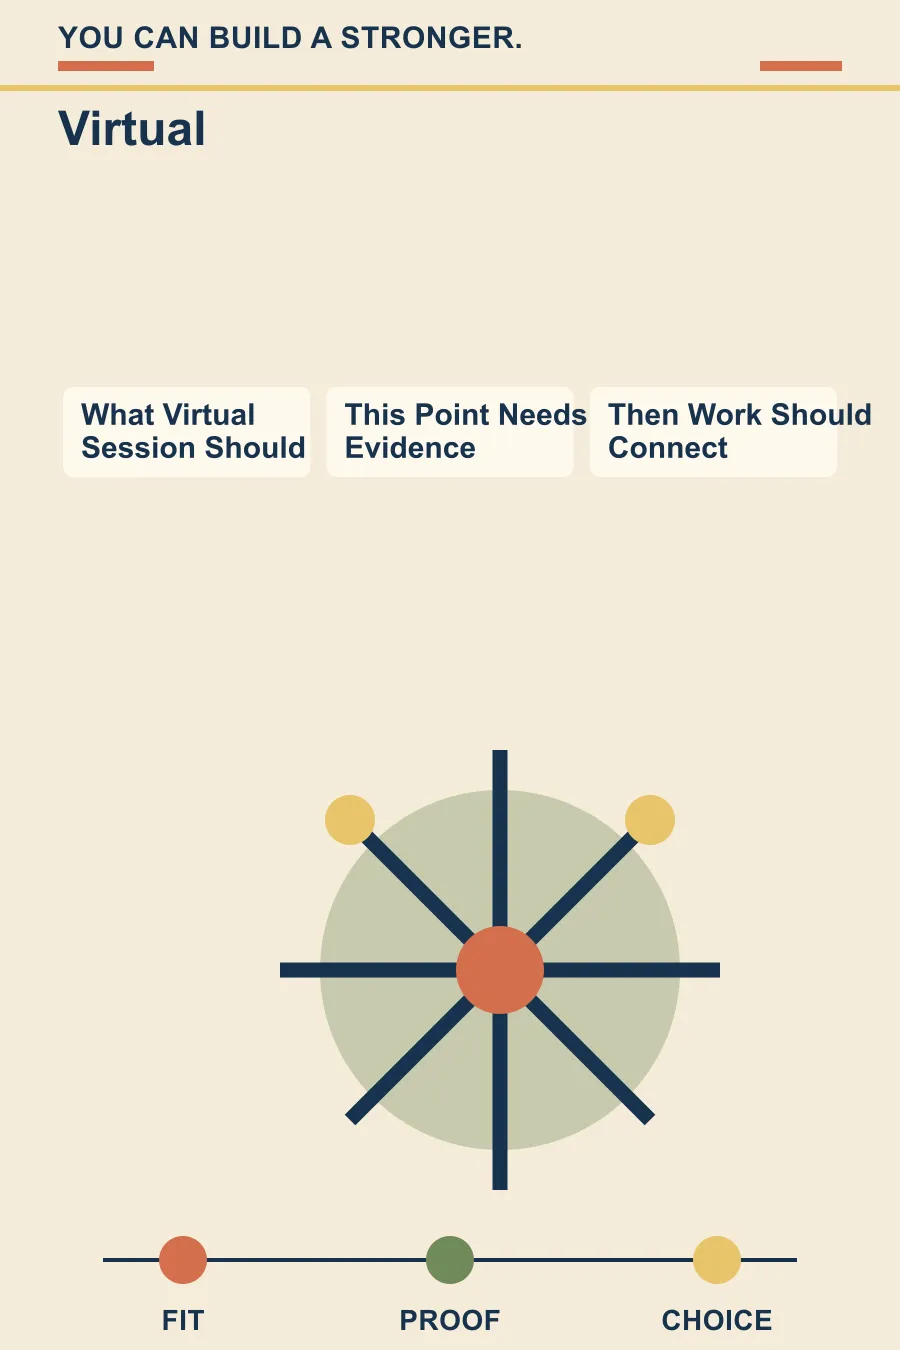 YOU CAN BUILD A STRONGER.
Virtual
What Virtual
Session Should
This Point Needs
Evidence
Then Work Should
Connect
FIT
PROOF
CHOICE